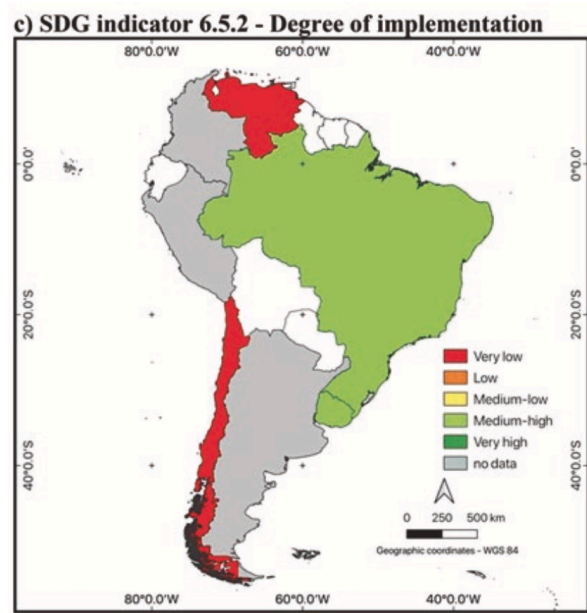 c) SDG indicator 6.5.2 - Degree of implementation
80°0.0'W 60°0.0'W 40°0.0'W
0°0.0' 0°0.0'
20°0.0'S 20°0.0'S
Very low
Low
Medium-low
Medium-high
Very high
no data
40°0.0'S 40°0.0'S
0 250 500 km
Geographic coordinates - WGS 84
80°0.0'W 60°0.0'W 40°0.0'W